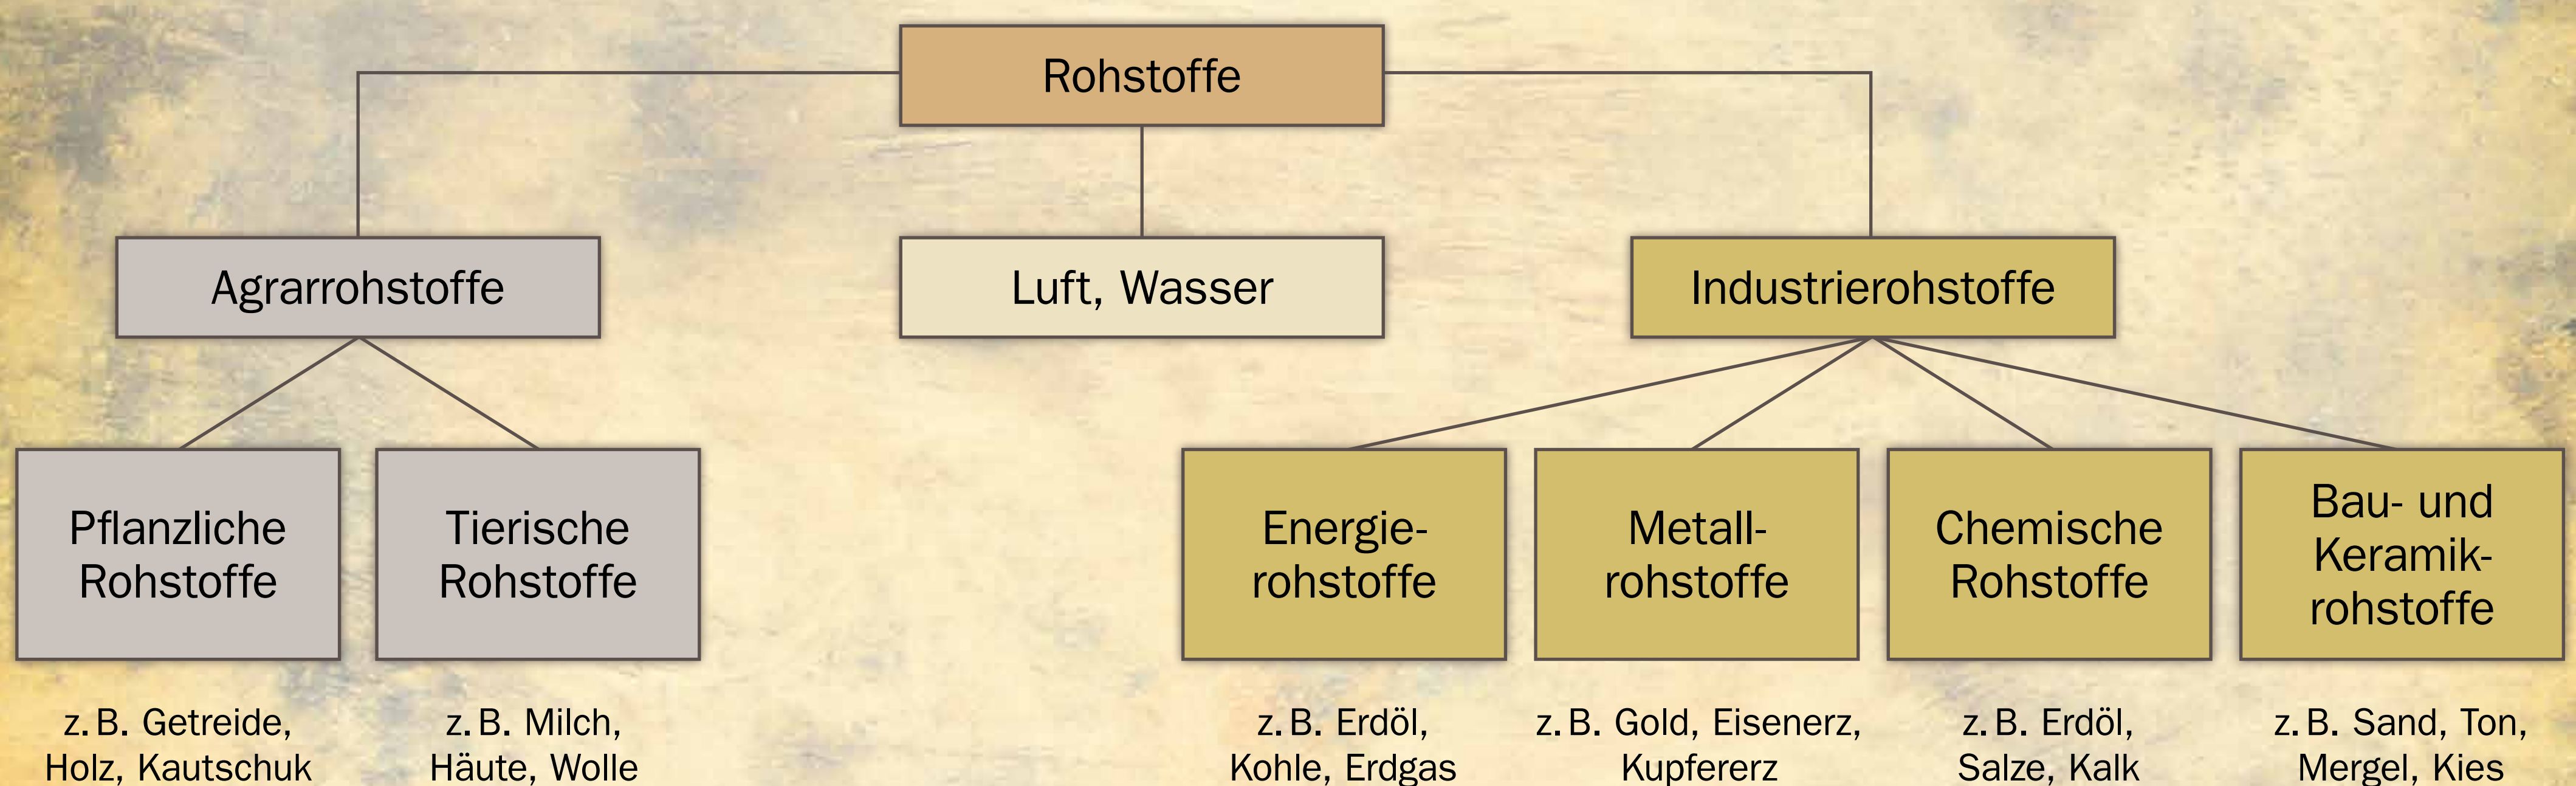 Rohstoffe
Agrarrohstoffe
Luft, Wasser
Industrierohstoffe
Pflanzliche
Rohstoffe
Tierische
Rohstoffe
Energie-
rohstoffe
Metall-
rohstoffe
Chemische
Rohstoffe
Bau- und
Keramik-
rohstoffe
z. B. Getreide,
Holz, Kautschuk
z. B. Milch,
Häute, Wolle
z. B. Erdöl,
Kohle, Erdgas
z. B. Gold, Eisenerz,
Kupfererz
z. B. Erdöl,
Salze, Kalk
z. B. Sand, Ton,
Mergel, Kies